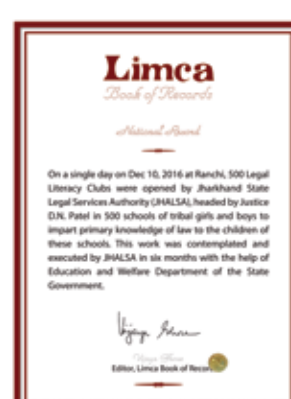 Limca
Book of Records
National Record
On a single day on Dec 10, 2016 at Ranchi, 500 Legal
Literacy Clubs were opened by Jharkhand State
Legal Services Authority (JHALSA), headed by Justice
D.N. Patel in 500 schools of tribal girls and boys to
impart primary knowledge of law to the children of
these schools. This work was contemplated and
executed by JHALSA in six months with the help of
Education and Welfare Department of the State
Government.
Vijaya Ghose
Editor, Limca Book of Records